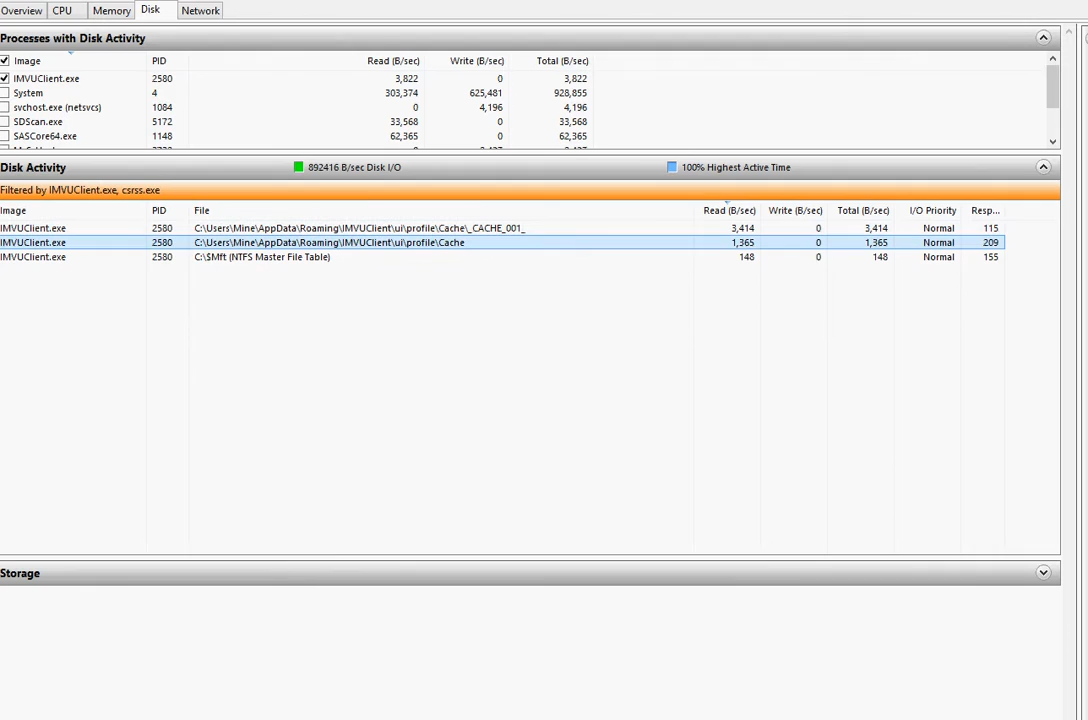 Overview CPU Memory Disk Network
Processes with Disk Activity
Image PID Read (B/sec) Write (B/sec) Total (B/sec)
IMVUClient.exe 2580 3,822 0 3,822
System 4 303,374 625,481 928,855
svchost.exe (netsvcs) 1084 0 4,196 4,196
SDScan.exe 5172 33,568 0 33,568
SASCore64.exe 1148 62,365 0 62,365
Disk Activity 892416 B/sec Disk I/O 100% Highest Active Time
Filtered by IMVUClient.exe, csrss.exe
Image PID File Read (B/sec) Write (B/sec) Total (B/sec) I/O Priority Resp...
IMVUClient.exe 2580 C:\Users\Mine\AppData\Roaming\IMVUClient\ui\profile\Cache\_CACHE_001_ 3,414 0 3,414 Normal 115
IMVUClient.exe 2580 C:\Users\Mine\AppData\Roaming\IMVUClient\ui\profile\Cache 1,365 0 1,365 Normal 209
IMVUClient.exe 2580 C:\$Mft (NTFS Master File Table) 148 0 148 Normal 155
Storage